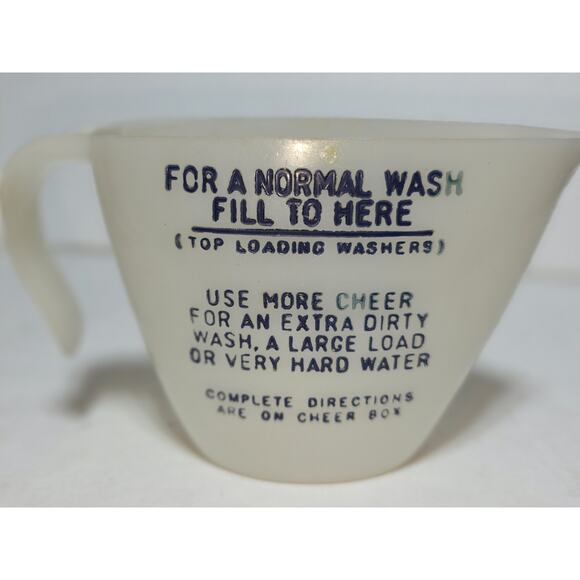 FOR A NORMAL WASH
FILL TO HERE
(TOP LOADING WASHERS)
USE MORE CHEER
FOR AN EXTRA DIRTY
WASH, A LARGE LOAD
OR VERY HARD WATER
COMPLETE DIRECTIONS
ARE ON CHEER BOX